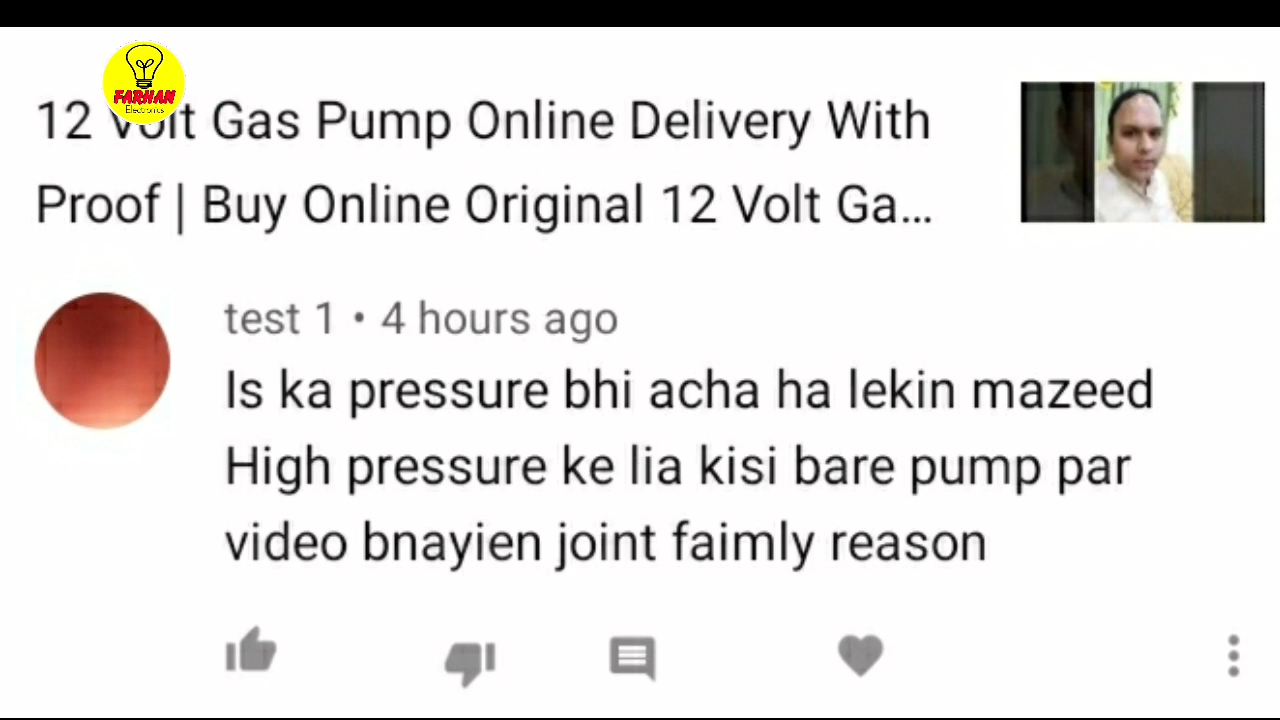 FARHAN
Electronics
12 Volt Gas Pump Online Delivery With
Proof | Buy Online Original 12 Volt Ga...
test 1 • 4 hours ago
Is ka pressure bhi acha ha lekin mazeed
High pressure ke lia kisi bare pump par
video bnayien joint faimly reason